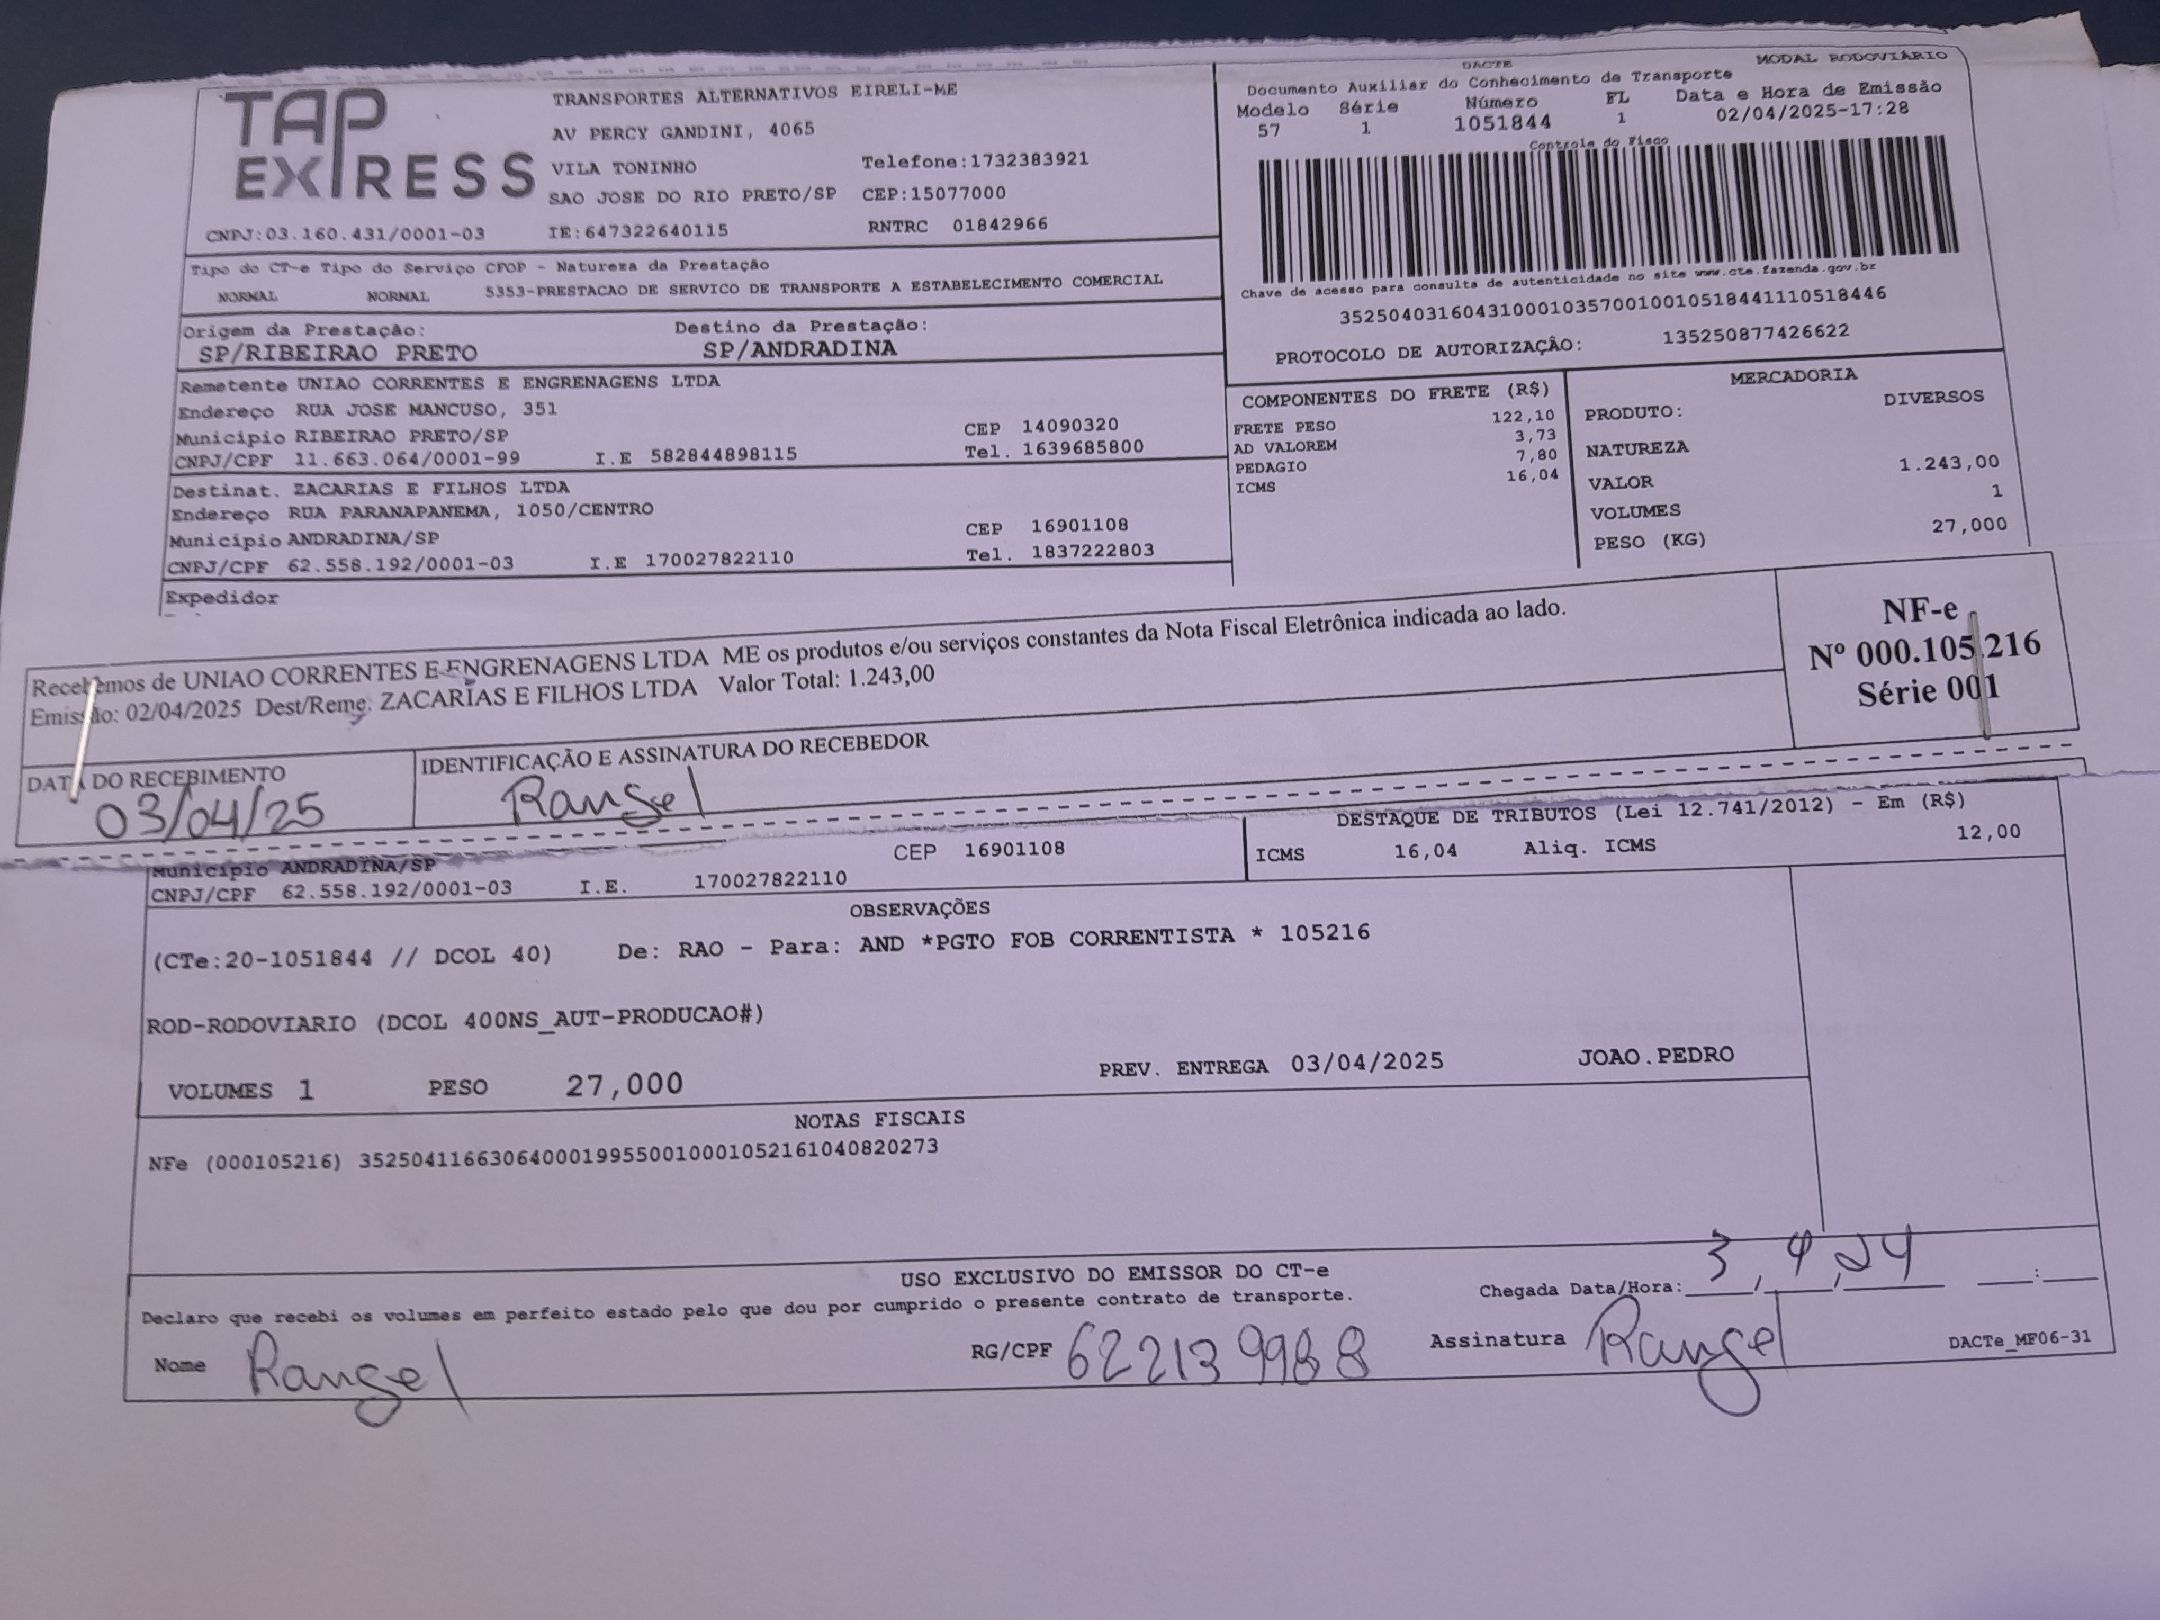 TAP EXPRESS
TRANSPORTES ALTERNATIVOS EIRELI-ME
AV PERCY GANDINI, 4065
VILA TONINHO Telefone:1732383921
SAO JOSE DO RIO PRETO/SP CEP:15077000
CNPJ:03.160.431/0001-03 IE:647322640115 RNTRC 01842966
DACTE MODAL RODOVIÁRIO
Documento Auxiliar do Conhecimento de Transporte
Modelo Série Número FL Data e Hora de Emissão
57 1 1051844 1 02/04/2025-17:28
Controle do Fisco
Chave de acesso para consulta de autenticidade no site www.cte.fazenda.gov.br
35250403160431000103570010010518441110518446
PROTOCOLO DE AUTORIZAÇÃO: 135250877426622
Tipo do CT-e Tipo do Serviço CFOP - Natureza da Prestação
NORMAL NORMAL 5353-PRESTACAO DE SERVICO DE TRANSPORTE A ESTABELECIMENTO COMERCIAL
Origem da Prestação: Destino da Prestação:
SP/RIBEIRAO PRETO SP/ANDRADINA
Remetente UNIAO CORRENTES E ENGRENAGENS LTDA
Endereço RUA JOSE MANCUSO, 351
Município RIBEIRAO PRETO/SP CEP 14090320
CNPJ/CPF 11.663.064/0001-99 I.E 582844898115 Tel. 1639685800
Destinat. ZACARIAS E FILHOS LTDA
Endereço RUA PARANAPANEMA, 1050/CENTRO
Município ANDRADINA/SP CEP 16901108
CNPJ/CPF 62.558.192/0001-03 I.E 170027822110 Tel. 1837222803
Expedidor
COMPONENTES DO FRETE (R$)
FRETE PESO 122,10
AD VALOREM 3,73
PEDAGIO 7,80
ICMS 16,04
MERCADORIA
PRODUTO: DIVERSOS
NATUREZA
VALOR 1.243,00
VOLUMES 1
PESO (KG) 27,000
Recebemos de UNIAO CORRENTES E ENGRENAGENS LTDA ME os produtos e/ou serviços constantes da Nota Fiscal Eletrônica indicada ao lado.
Emissão: 02/04/2025 Dest/Reme: ZACARIAS E FILHOS LTDA Valor Total: 1.243,00
NF-e
Nº 000.105.216
Série 001
DATA DO RECEBIMENTO IDENTIFICAÇÃO E ASSINATURA DO RECEBEDOR
03/04/25 Rangel
Município ANDRADINA/SP CEP 16901108
CNPJ/CPF 62.558.192/0001-03 I.E. 170027822110
DESTAQUE DE TRIBUTOS (Lei 12.741/2012) - Em (R$)
ICMS 16,04 Aliq. ICMS 12,00
OBSERVAÇÕES
(CTe:20-1051844 // DCOL 40) De: RAO - Para: AND *PGTO FOB CORRENTISTA * 105216
ROD-RODOVIARIO (DCOL 400NS_AUT-PRODUCAO#)
VOLUMES 1 PESO 27,000 PREV. ENTREGA 03/04/2025 JOAO.PEDRO
NOTAS FISCAIS
NFe (000105216) 35250411663064000199550010001052161040820273
USO EXCLUSIVO DO EMISSOR DO CT-e
Declaro que recebi os volumes em perfeito estado pelo que dou por cumprido o presente contrato de transporte.
Chegada Data/Hora: 3 / 4 / 24 __:__
Nome Rangel RG/CPF 622139988 Assinatura Rangel DACTe_MF06-31